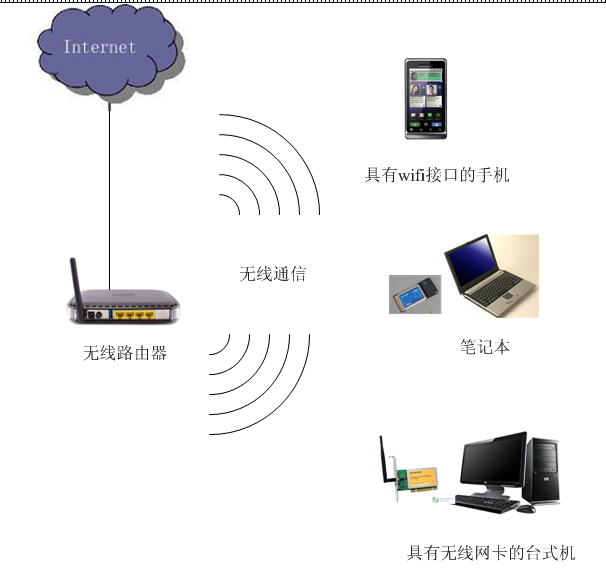 Internet
具有wifi接口的手机
无线通信
无线路由器
笔记本
具有无线网卡的台式机